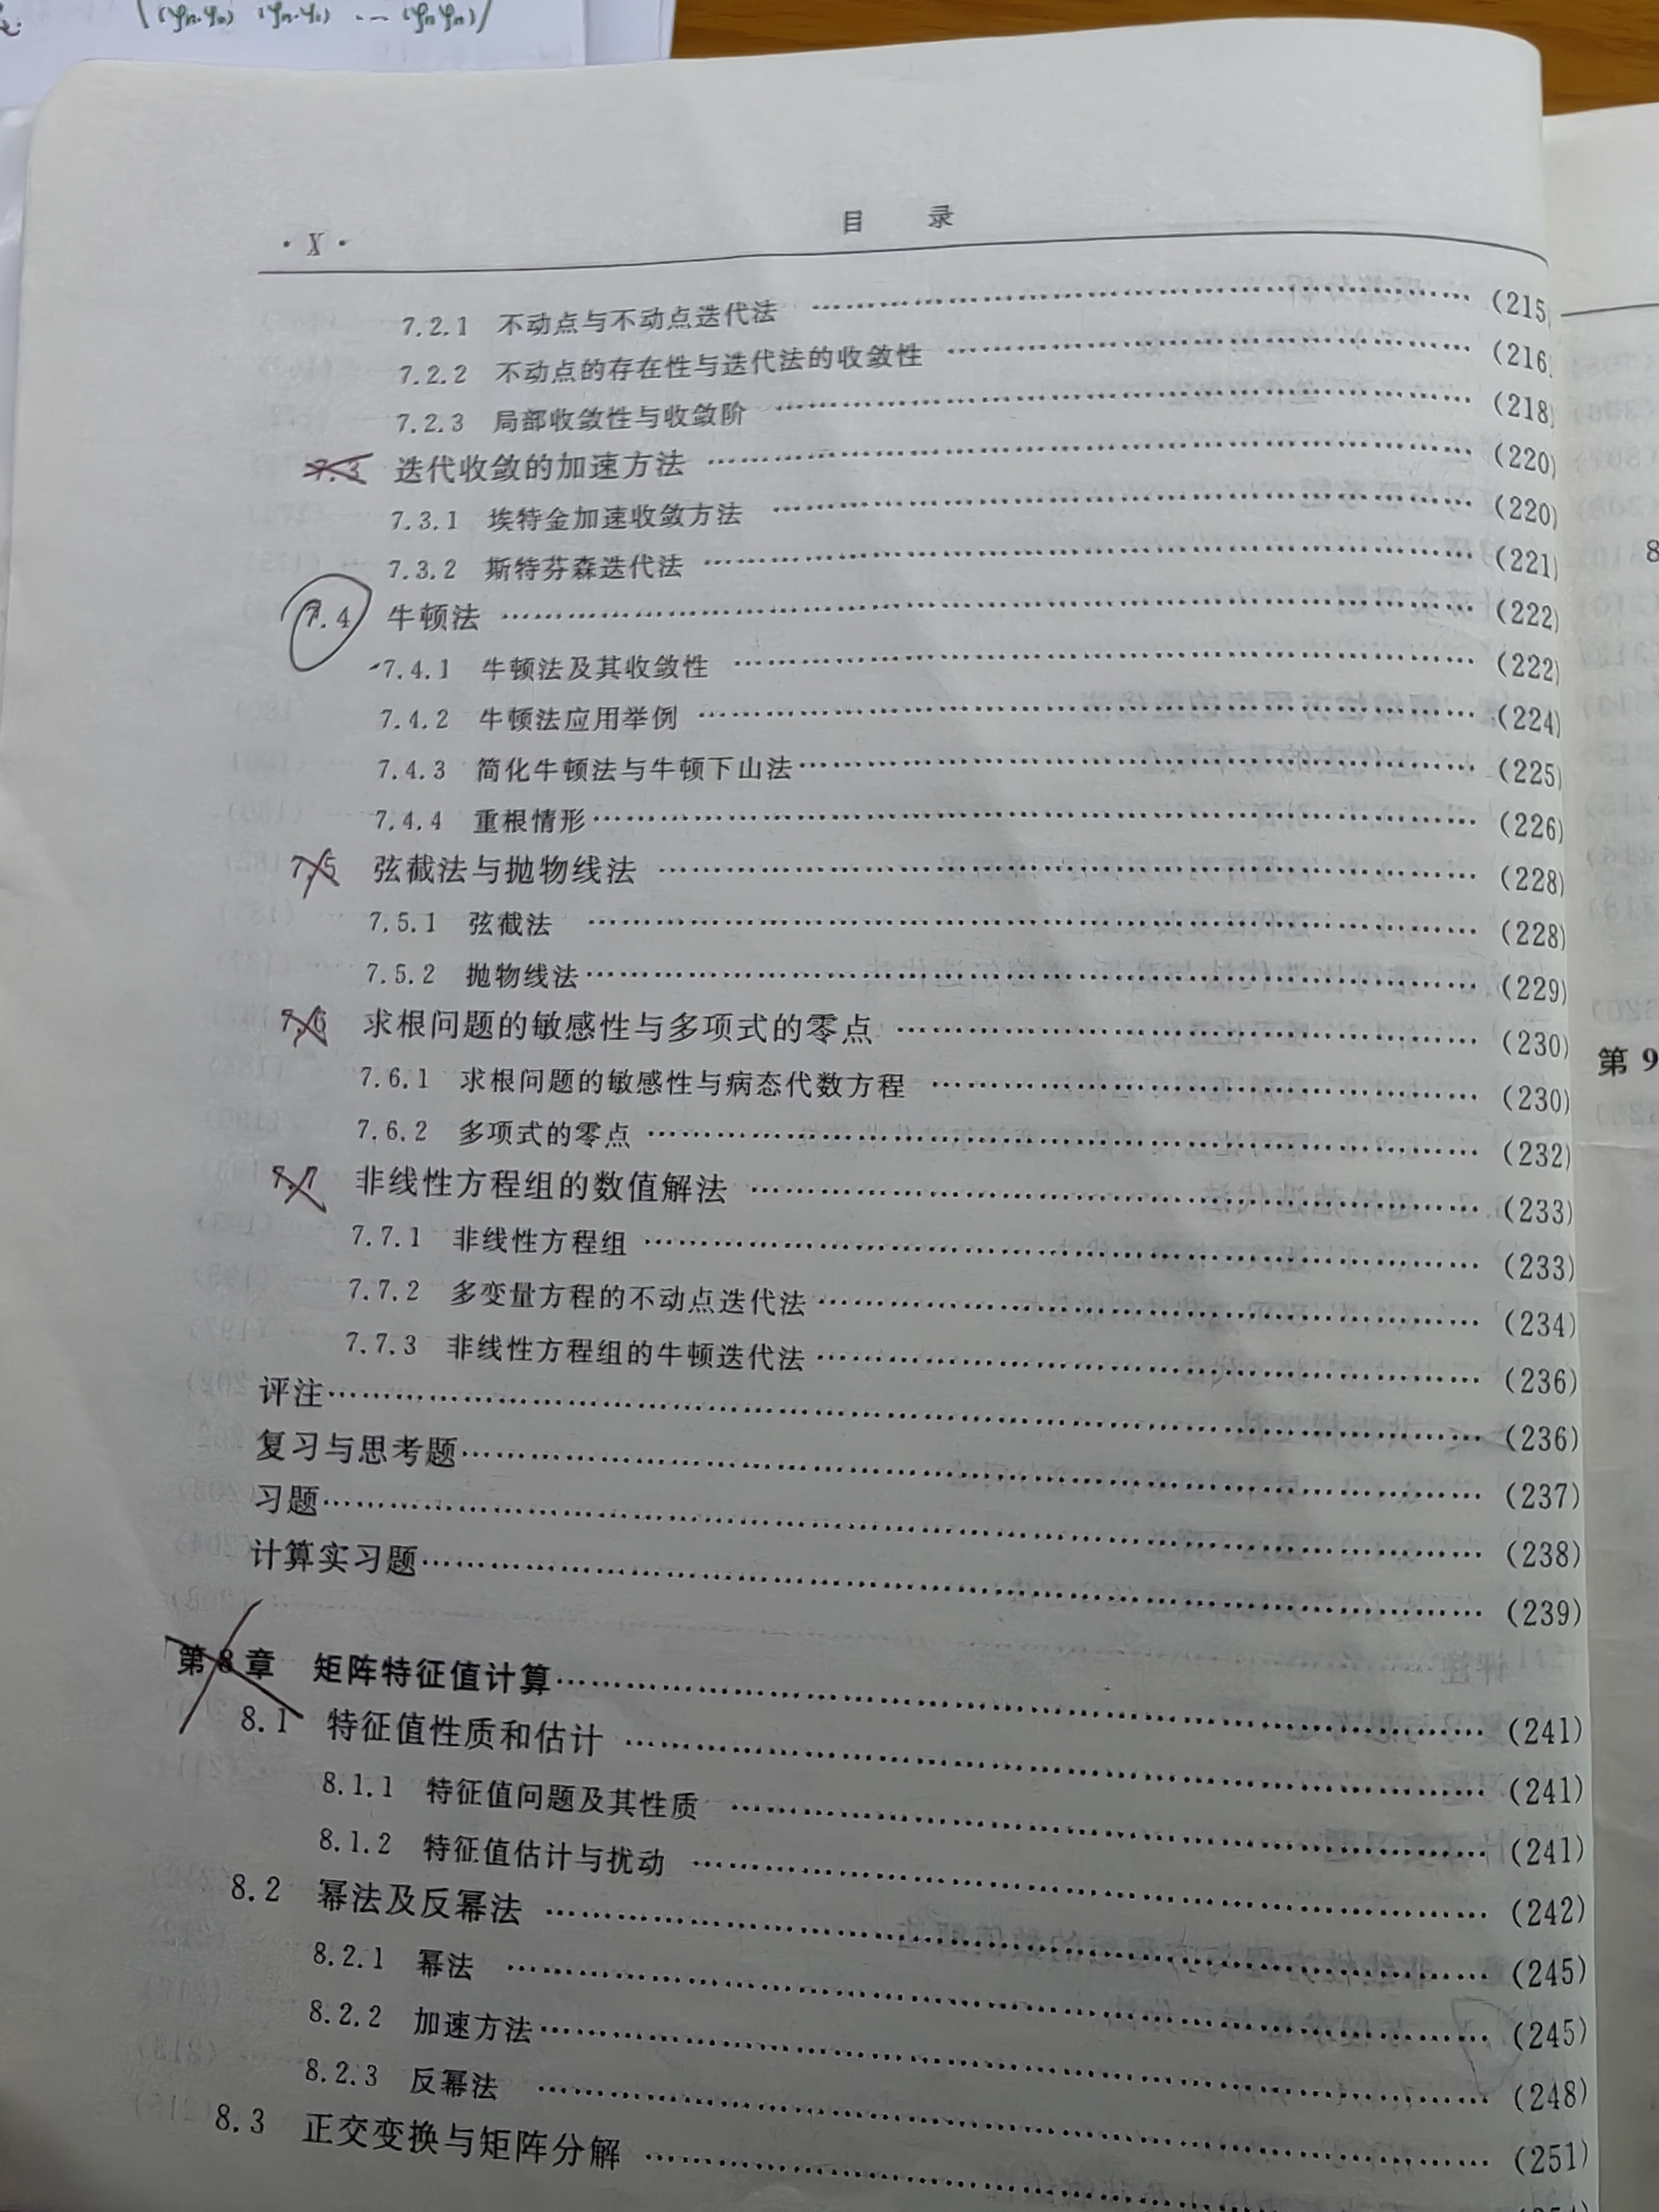 · X ·
目 录
7.2.1 不动点与不动点迭代法 ……………… (215
7.2.2 不动点的存在性与迭代法的收敛性 ……………… (216
7.2.3 局部收敛性与收敛阶 ……………… (218)
7.3 迭代收敛的加速方法 ……………… (220)
7.3.1 埃特金加速收敛方法 ……………… (220)
7.3.2 斯特芬森迭代法 ……………… (221)
7.4 牛顿法 ……………… (222)
7.4.1 牛顿法及其收敛性 ……………… (222)
7.4.2 牛顿法应用举例 ……………… (224)
7.4.3 简化牛顿法与牛顿下山法 ……………… (225)
7.4.4 重根情形 ……………… (226)
7.5 弦截法与抛物线法 ……………… (228)
7.5.1 弦截法 ……………… (228)
7.5.2 抛物线法 ……………… (229)
7.6 求根问题的敏感性与多项式的零点 ……………… (230)
7.6.1 求根问题的敏感性与病态代数方程 ……………… (230)
7.6.2 多项式的零点 ……………… (232)
7.7 非线性方程组的数值解法 ……………… (233)
7.7.1 非线性方程组 ……………… (233)
7.7.2 多变量方程的不动点迭代法 ……………… (234)
7.7.3 非线性方程组的牛顿迭代法 ……………… (236)
评注 ……………… (236)
复习与思考题 ……………… (237)
习题 ……………… (238)
计算实习题 ……………… (239)
第8章 矩阵特征值计算 ……………… (241)
8.1 特征值性质和估计 ……………… (241)
8.1.1 特征值问题及其性质 ……………… (241)
8.1.2 特征值估计与扰动 ……………… (242)
8.2 幂法及反幂法 ……………… (245)
8.2.1 幂法 ……………… (245)
8.2.2 加速方法 ……………… (248)
8.2.3 反幂法 ……………… (251)
8.3 正交变换与矩阵分解 ………………
8
第 9